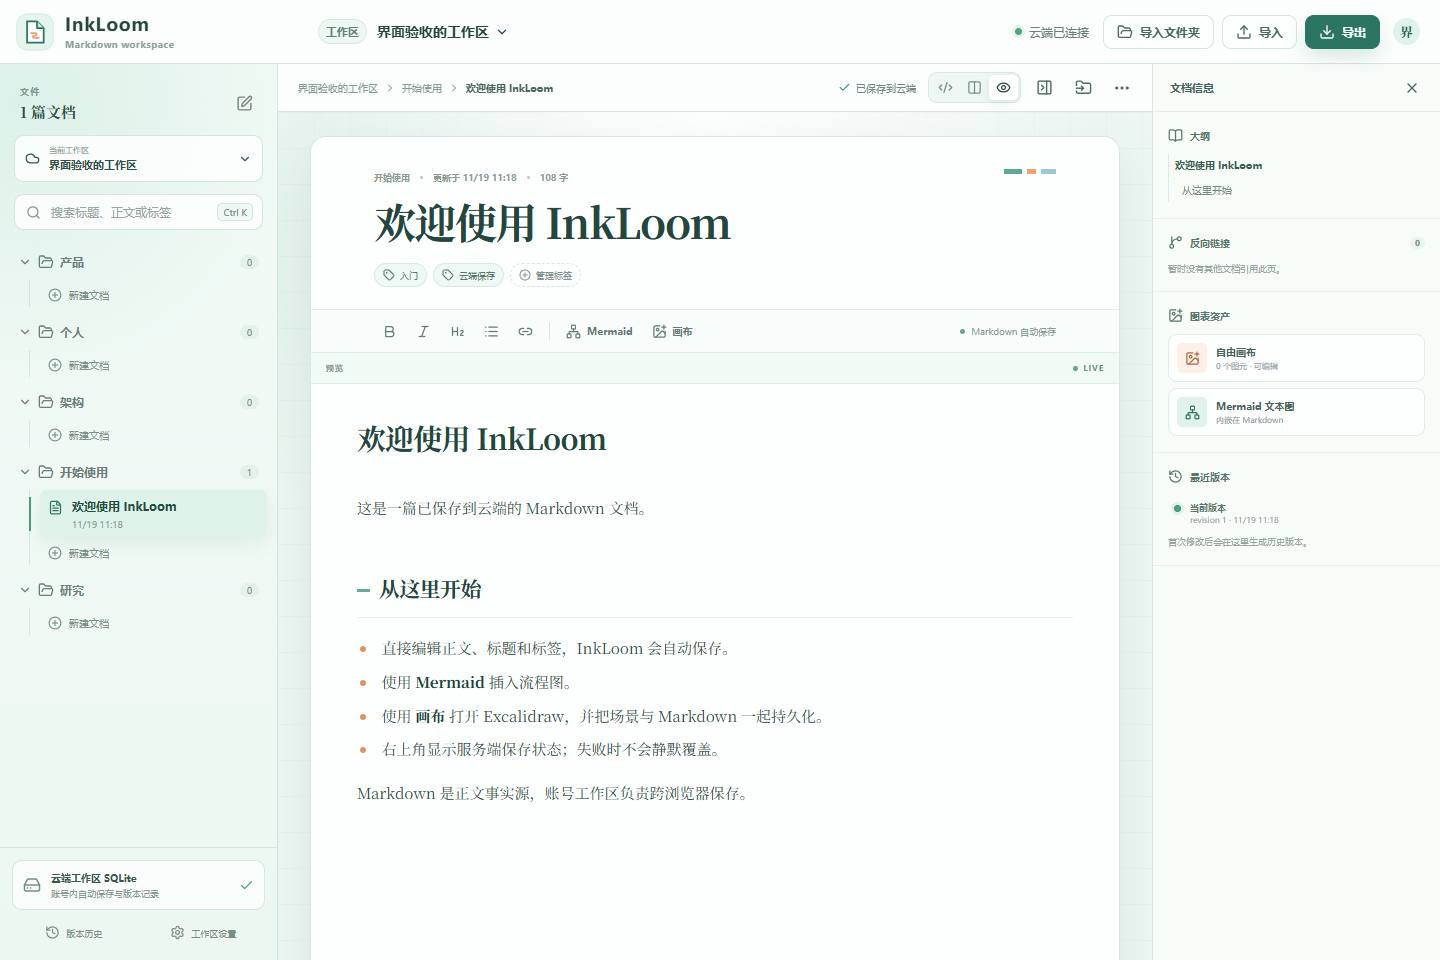 InkLoom
Markdown workspace
工作区 界面验收的工作区
云端已连接
导入文件夹
导入
导出
界
文件
1 篇文档
当前工作区
界面验收的工作区
搜索标题、正文或标签 Ctrl K
产品 0
新建文档
个人 0
新建文档
架构 0
新建文档
开始使用 1
欢迎使用 InkLoom
11/19 11:18
新建文档
研究 0
新建文档
云端工作区 SQLite
账号内自动保存与版本记录
版本历史
工作区设置
界面验收的工作区 > 开始使用 > 欢迎使用 InkLoom
已保存到云端
开始使用 • 更新于 11/19 11:18 • 108 字
欢迎使用 InkLoom
入门 云端保存 管理标签
B I H2 Mermaid 画布
Markdown 自动保存
预览
LIVE
欢迎使用 InkLoom
这是一篇已保存到云端的 Markdown 文档。
从这里开始
直接编辑正文、标题和标签，InkLoom 会自动保存。
使用 Mermaid 插入流程图。
使用 画布 打开 Excalidraw，并把场景与 Markdown 一起持久化。
右上角显示服务端保存状态；失败时不会静默覆盖。
Markdown 是正文事实源，账号工作区负责跨浏览器保存。
文档信息
大纲
欢迎使用 InkLoom
从这里开始
反向链接 0
暂时没有其他文档引用此页。
图表资产
自由画布
0 个图元 · 可编辑
Mermaid 文本图
内嵌在 Markdown
最近版本
当前版本
revision 1 · 11/19 11:18
首次修改后会在这里生成历史版本。